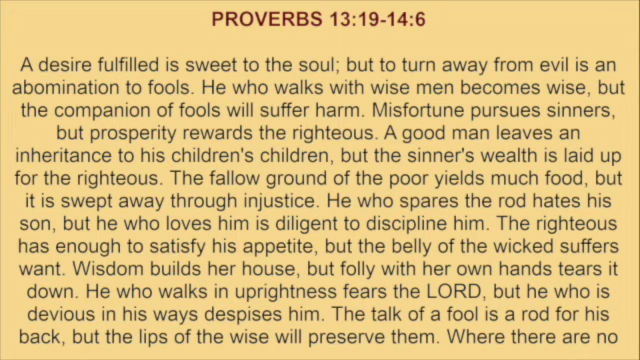 PROVERBS 13:19-14:6
A desire fulfilled is sweet to the soul; but to turn away from evil is an
abomination to fools. He who walks with wise men becomes wise, but
the companion of fools will suffer harm. Misfortune pursues sinners,
but prosperity rewards the righteous. A good man leaves an
inheritance to his children's children, but the sinner's wealth is laid up
for the righteous. The fallow ground of the poor yields much food, but
it is swept away through injustice. He who spares the rod hates his
son, but he who loves him is diligent to discipline him. The righteous
has enough to satisfy his appetite, but the belly of the wicked suffers
want. Wisdom builds her house, but folly with her own hands tears it
down. He who walks in uprightness fears the LORD, but he who is
devious in his ways despises him. The talk of a fool is a rod for his
back, but the lips of the wise will preserve them. Where there are no